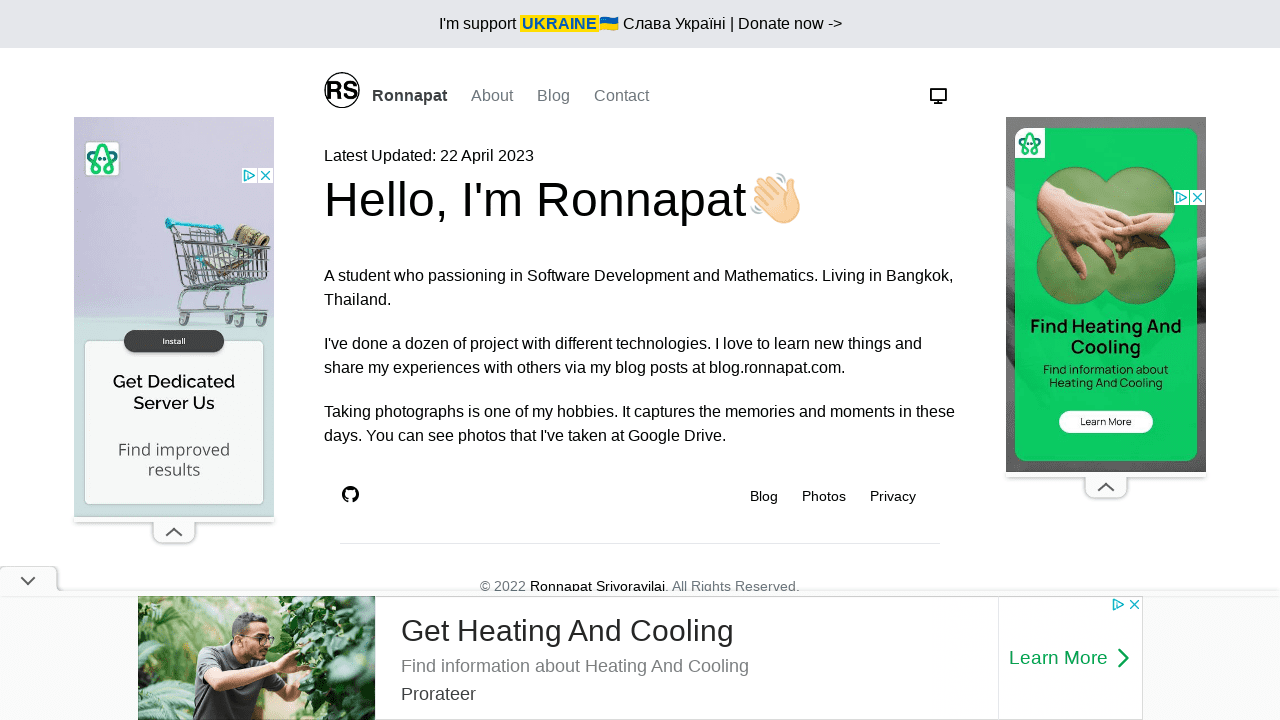 I'm support UKRAINE🇺🇦 Слава Україні | Donate now ->
RS Ronnapat About Blog Contact
Latest Updated: 22 April 2023
Hello, I'm Ronnapat👋🏻
A student who passioning in Software Development and Mathematics. Living in Bangkok,
Thailand.
I've done a dozen of project with different technologies. I love to learn new things and
share my experiences with others via my blog posts at blog.ronnapat.com.
Taking photographs is one of my hobbies. It captures the memories and moments in these
days. You can see photos that I've taken at Google Drive.
Blog Photos Privacy
© 2022 Ronnapat Srivoravilai. All Rights Reserved.
Install
Get Dedicated
Server Us
Find improved
results
Find Heating And
Cooling
Find information about
Heating And Cooling
Learn More
Get Heating And Cooling
Find information about Heating And Cooling
Prorateer
Learn More